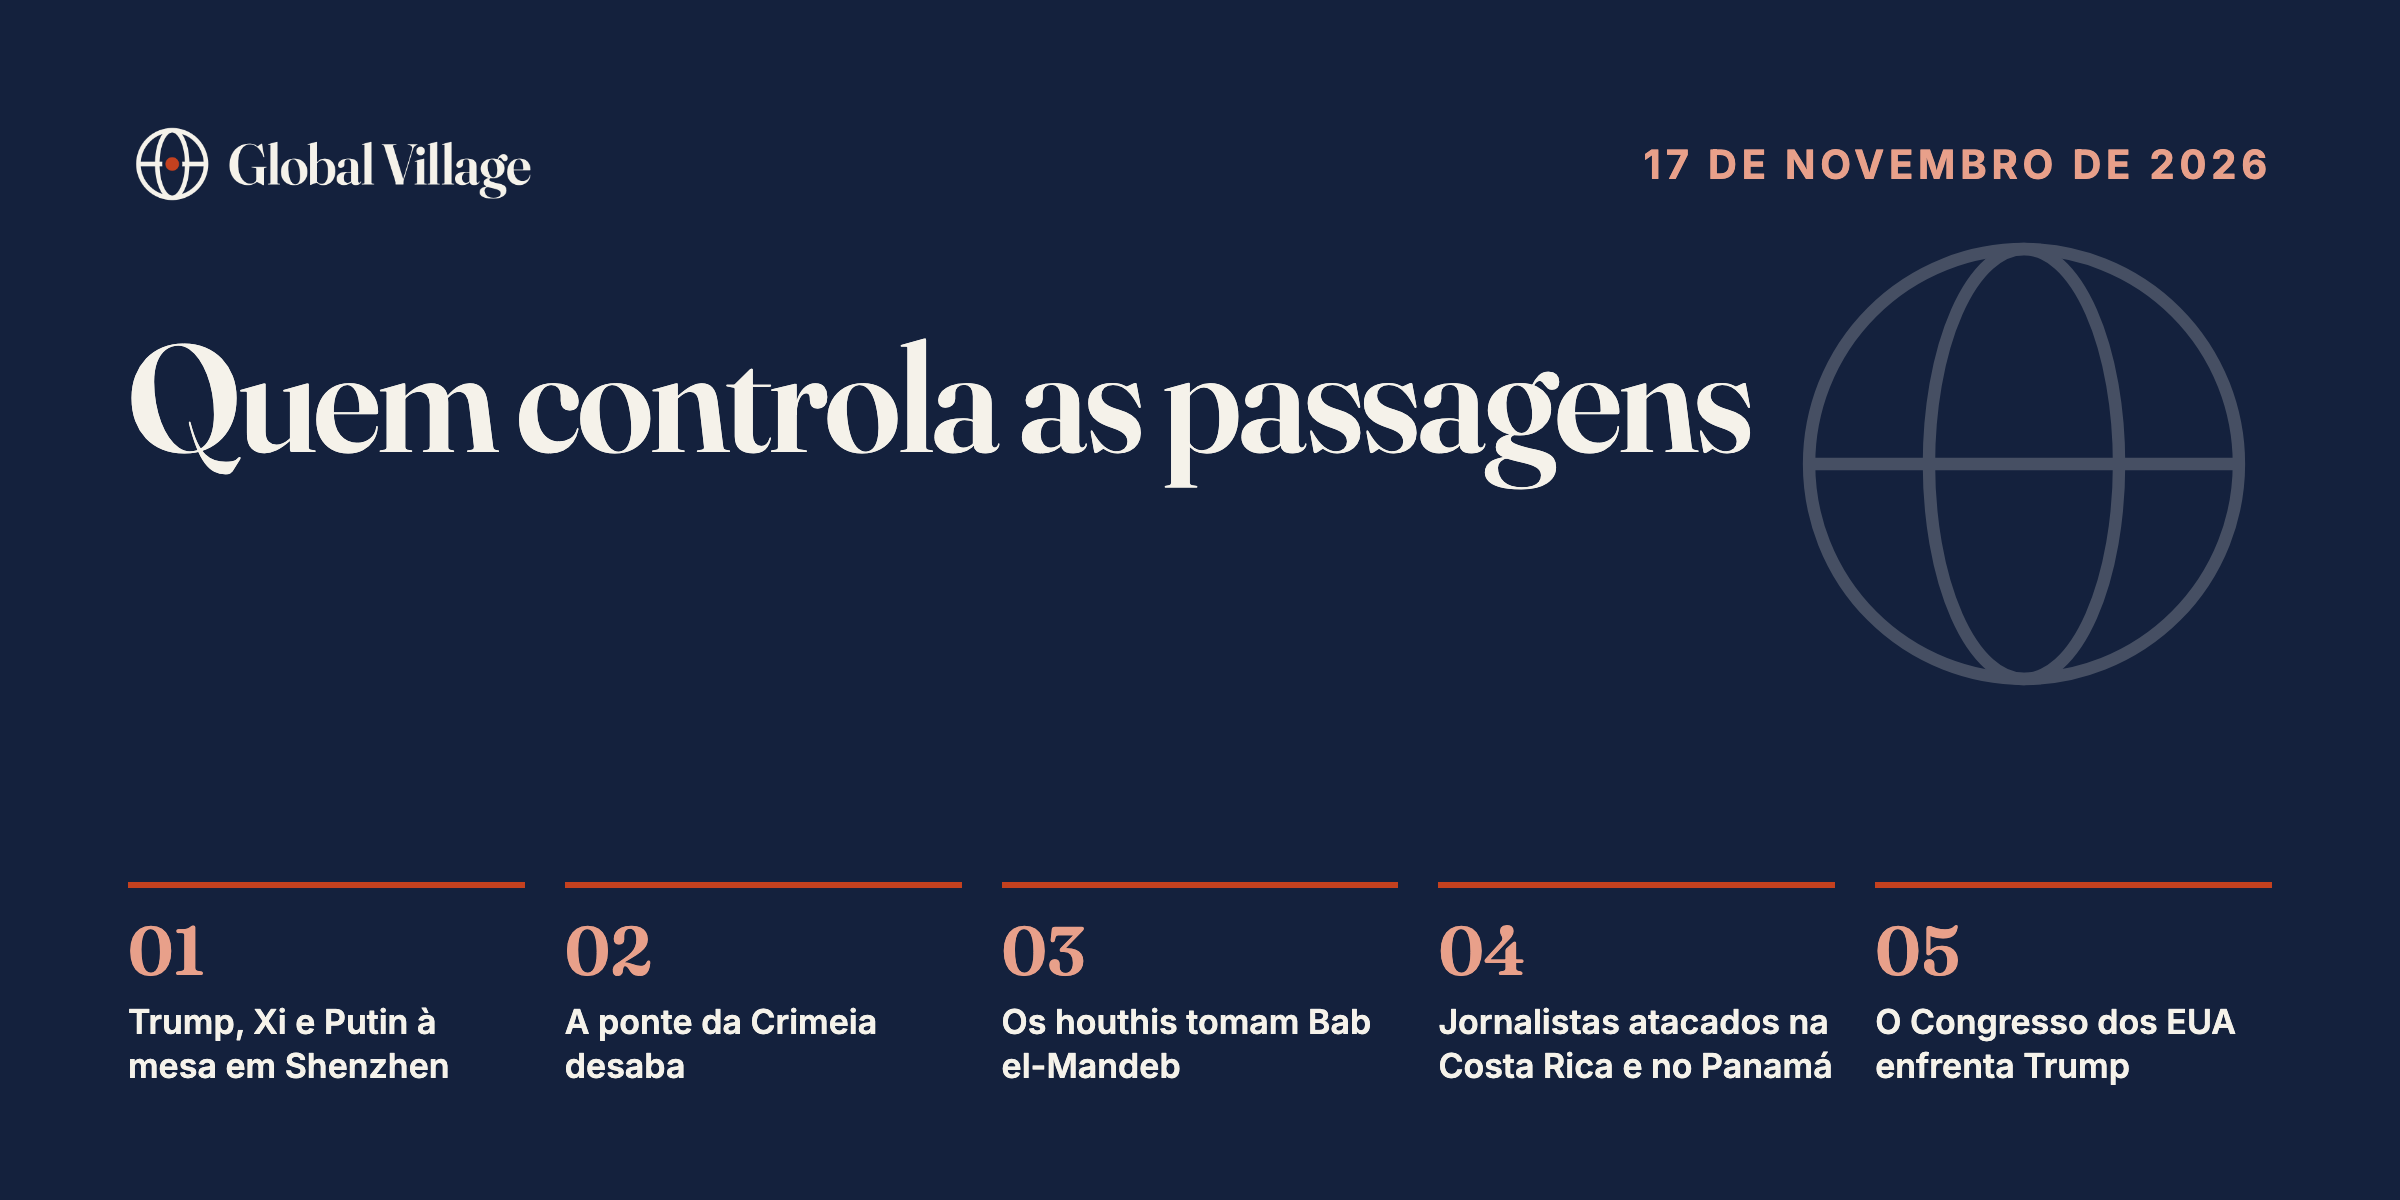 Global Village
17 DE NOVEMBRO DE 2026
Quem controla as passagens
01
Trump, Xi e Putin à
mesa em Shenzhen
02
A ponte da Crimeia
desaba
03
Os houthis tomam Bab
el-Mandeb
04
Jornalistas atacados na
Costa Rica e no Panamá
05
O Congresso dos EUA
enfrenta Trump